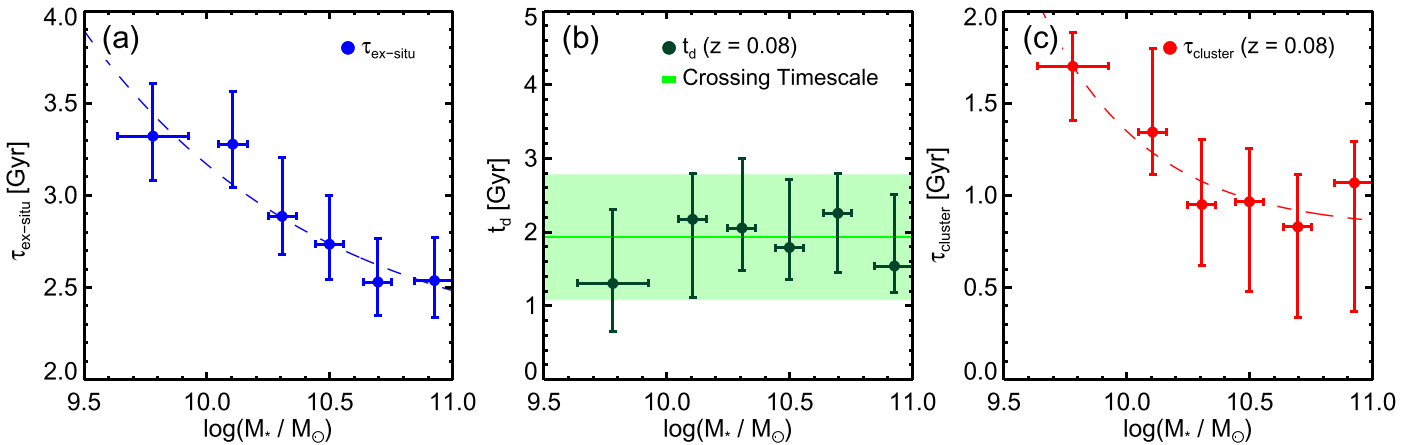 (a)
τex−situ
4.0
3.5
3.0
2.5
2.0
τex−situ [Gyr]
9.5 10.0 10.5 11.0
log(M* / M⊙)
(b)
td (z = 0.08)
Crossing Timescale
5
4
3
2
1
0
td [Gyr]
9.5 10.0 10.5 11.0
log(M* / M⊙)
(c)
τcluster (z = 0.08)
2.0
1.5
1.0
0.5
0.0
τcluster [Gyr]
9.5 10.0 10.5 11.0
log(M* / M⊙)